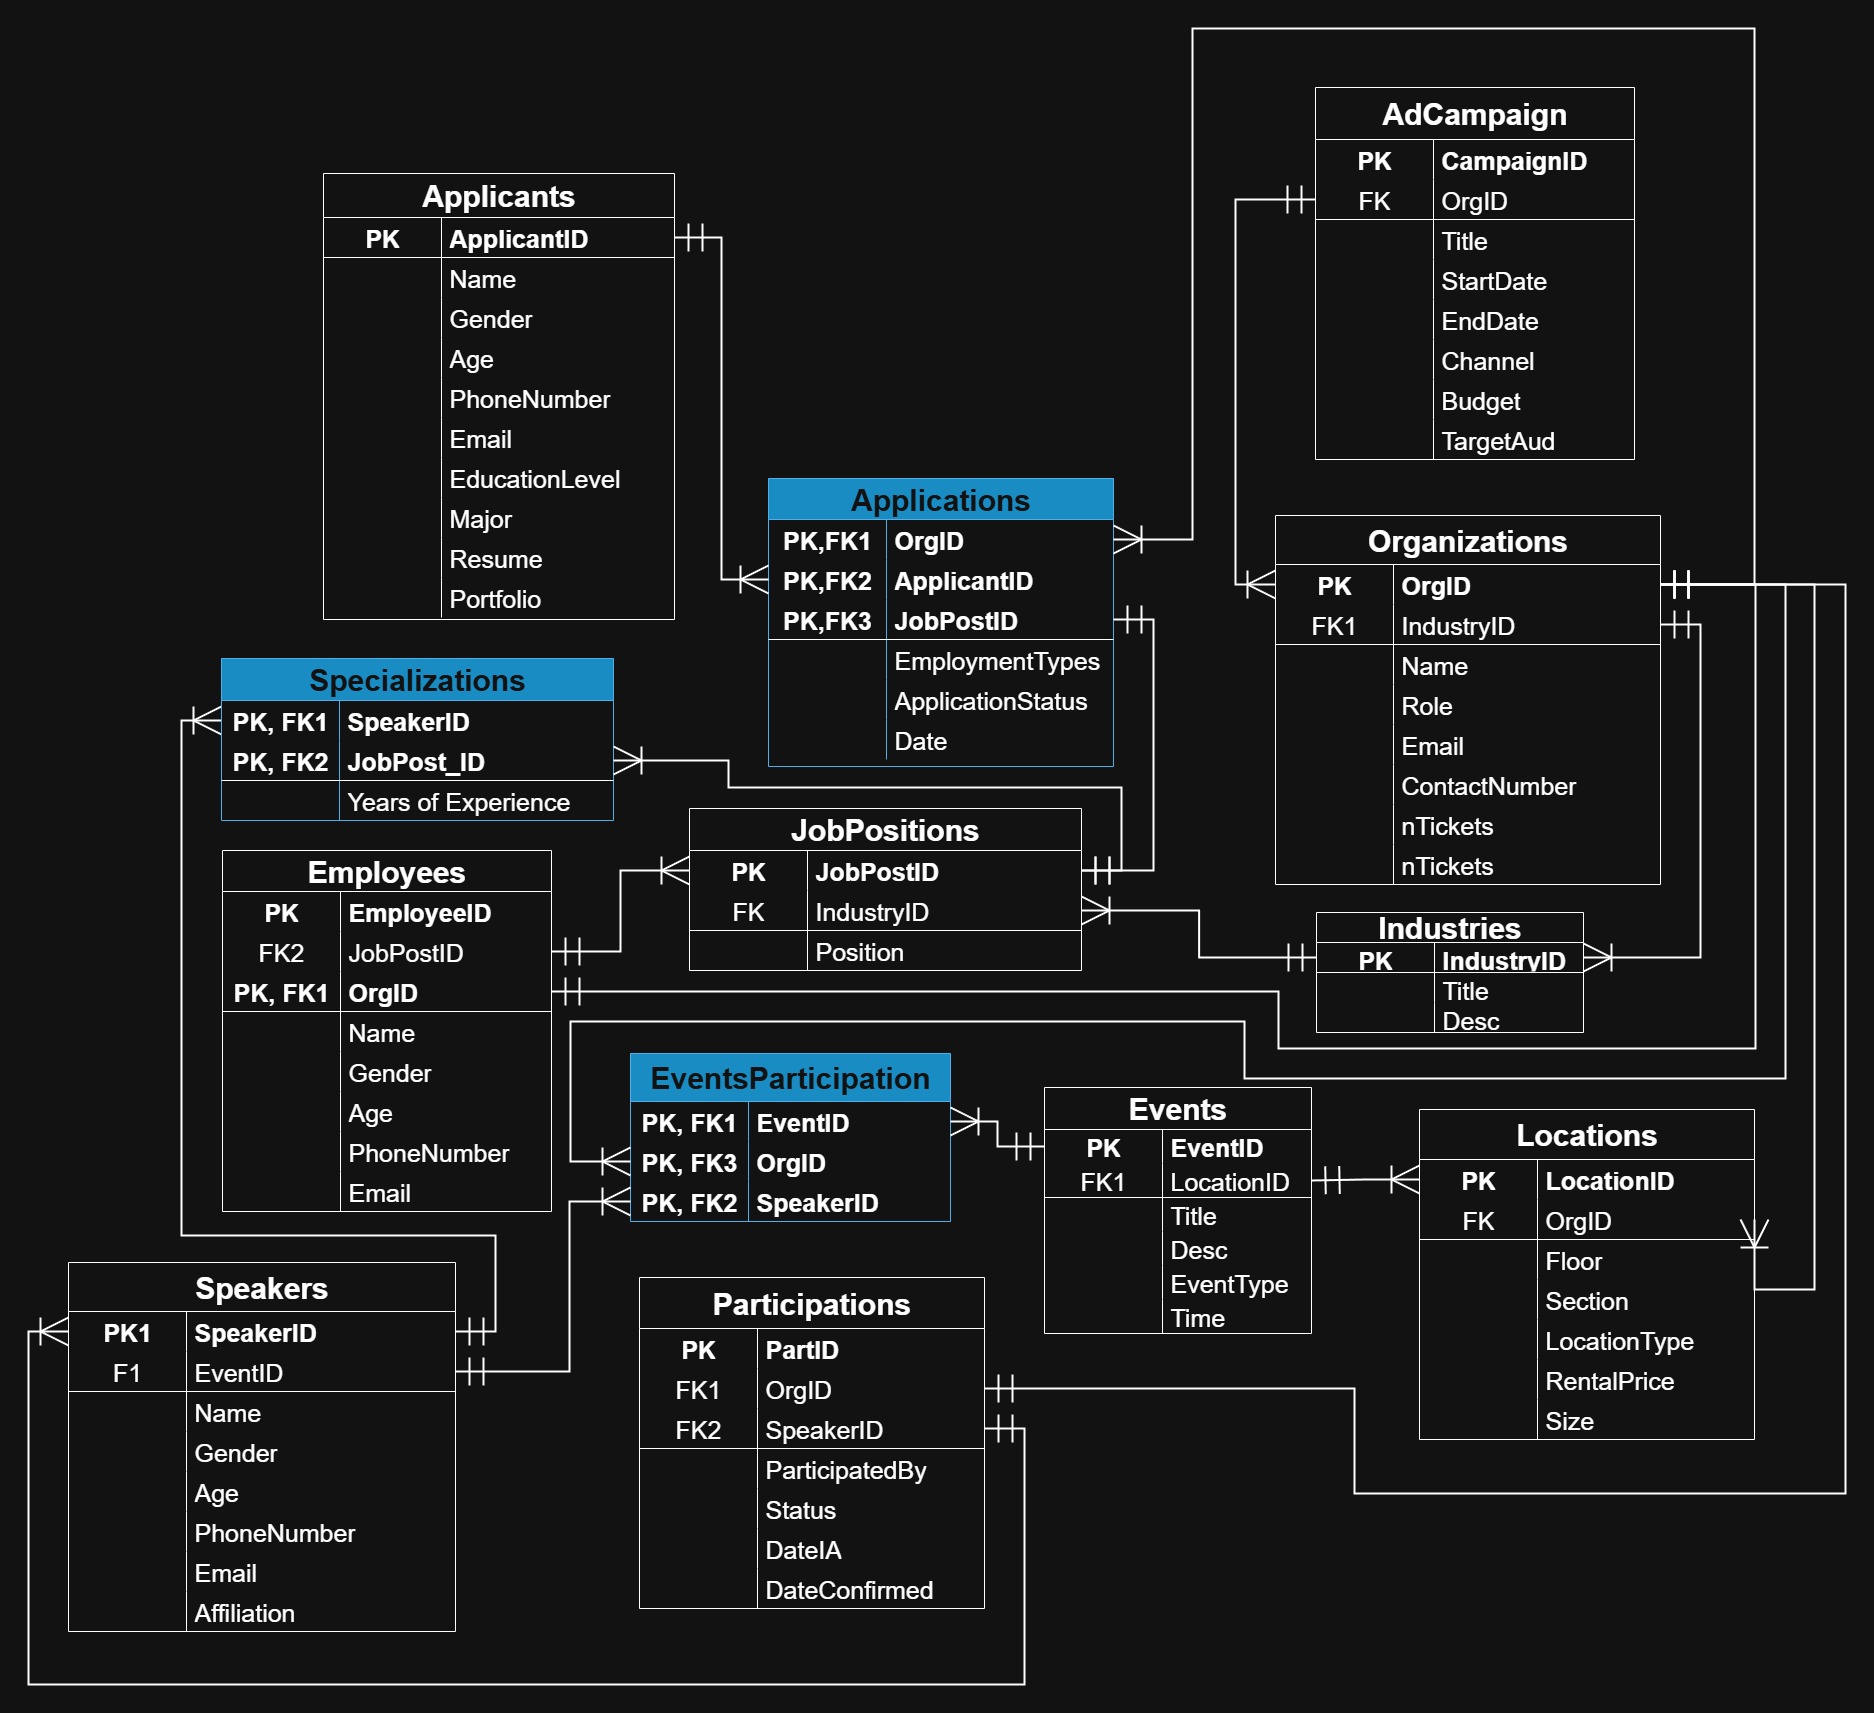 AdCampaign
PK CampaignID
FK OrgID
Title
StartDate
EndDate
Channel
Budget
TargetAud
Applicants
PK ApplicantID
Name
Gender
Age
PhoneNumber
Email
EducationLevel
Major
Resume
Portfolio
Applications
PK,FK1 OrgID
PK,FK2 ApplicantID
PK,FK3 JobPostID
EmploymentTypes
ApplicationStatus
Date
Organizations
PK OrgID
FK1 IndustryID
Name
Role
Email
ContactNumber
nTickets
nTickets
Specializations
PK, FK1 SpeakerID
PK, FK2 JobPost_ID
Years of Experience
JobPositions
PK JobPostID
FK IndustryID
Position
Employees
PK EmployeeID
FK2 JobPostID
PK, FK1 OrgID
Name
Gender
Age
PhoneNumber
Email
Industries
PK IndustryID
Title
Desc
EventsParticipation
PK, FK1 EventID
PK, FK3 OrgID
PK, FK2 SpeakerID
Events
PK EventID
FK1 LocationID
Title
Desc
EventType
Time
Locations
PK LocationID
FK OrgID
Floor
Section
LocationType
RentalPrice
Size
Speakers
PK1 SpeakerID
F1 EventID
Name
Gender
Age
PhoneNumber
Email
Affiliation
Participations
PK PartID
FK1 OrgID
FK2 SpeakerID
ParticipatedBy
Status
DateIA
DateConfirmed